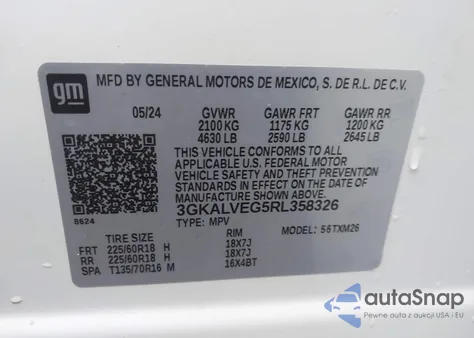 gm MFD BY GENERAL MOTORS DE MEXICO, S. DE R.L. DE C.V.
05/24 GVWR GAWR FRT GAWR RR
2100 KG 1175 KG 1200 KG
4630 LB 2590 LB 2645 LB
THIS VEHICLE CONFORMS TO ALL
APPLICABLE U.S. FEDERAL MOTOR
VEHICLE SAFETY AND THEFT PREVENTION
STANDARDS IN EFFECT ON THE DATE OF
MANUFACTURE SHOWN ABOVE.
3GKALVEG5RL358326
8624 TYPE: MPV MODEL: 56TXM26
TIRE SIZE RIM
FRT 225/60R18 H 18X7J
RR 225/60R18 H 18X7J
SPA T135/70R16 M 16X4BT
autoSnap
Pewne auta z aukcji USA i EU